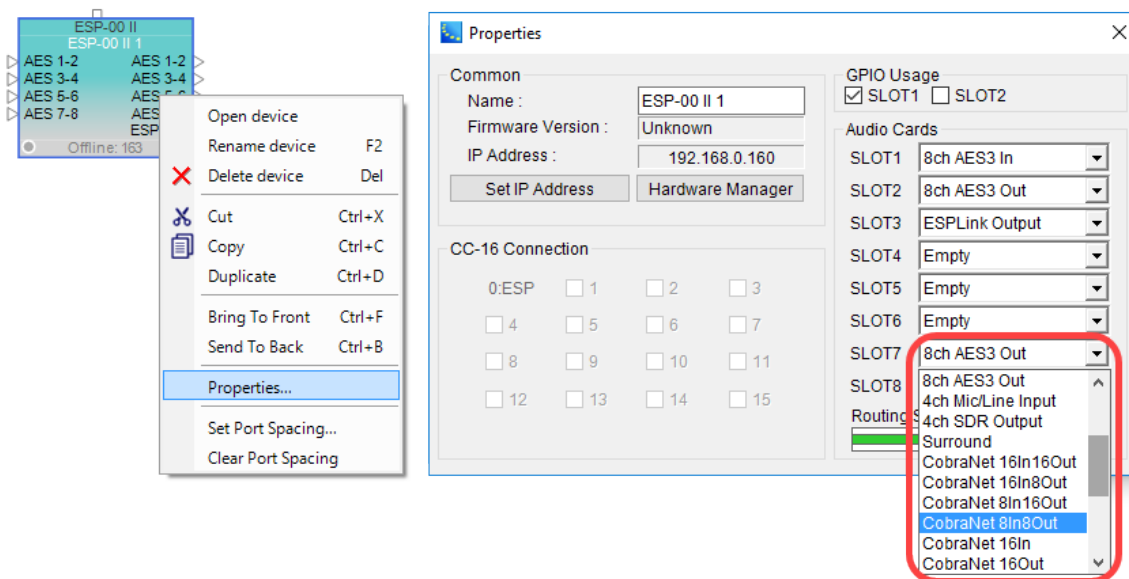 ESP-00 II
ESP-00 II 1
AES 1-2 AES 1-2
AES 3-4 AES 3-4
AES 5-6
AES 7-8 AES
ESP
Offline: 163
Open device
Rename device F2
Delete device Del
Cut Ctrl+X
Copy Ctrl+C
Duplicate Ctrl+D
Bring To Front Ctrl+F
Send To Back Ctrl+B
Properties...
Set Port Spacing...
Clear Port Spacing
Properties
Common
Name : ESP-00 II 1
Firmware Version : Unknown
IP Address : 192.168.0.160
Set IP Address Hardware Manager
CC-16 Connection
0:ESP 1 2 3
4 5 6 7
8 9 10 11
12 13 14 15
GPIO Usage
SLOT1 SLOT2
Audio Cards
SLOT1 8ch AES3 In
SLOT2 8ch AES3 Out
SLOT3 ESPLink Output
SLOT4 Empty
SLOT5 Empty
SLOT6 Empty
SLOT7 8ch AES3 Out
SLOT8
Routing
8ch AES3 Out
4ch Mic/Line Input
4ch SDR Output
Surround
CobraNet 16In16Out
CobraNet 16In8Out
CobraNet 8In16Out
CobraNet 8In8Out
CobraNet 16In
CobraNet 16Out